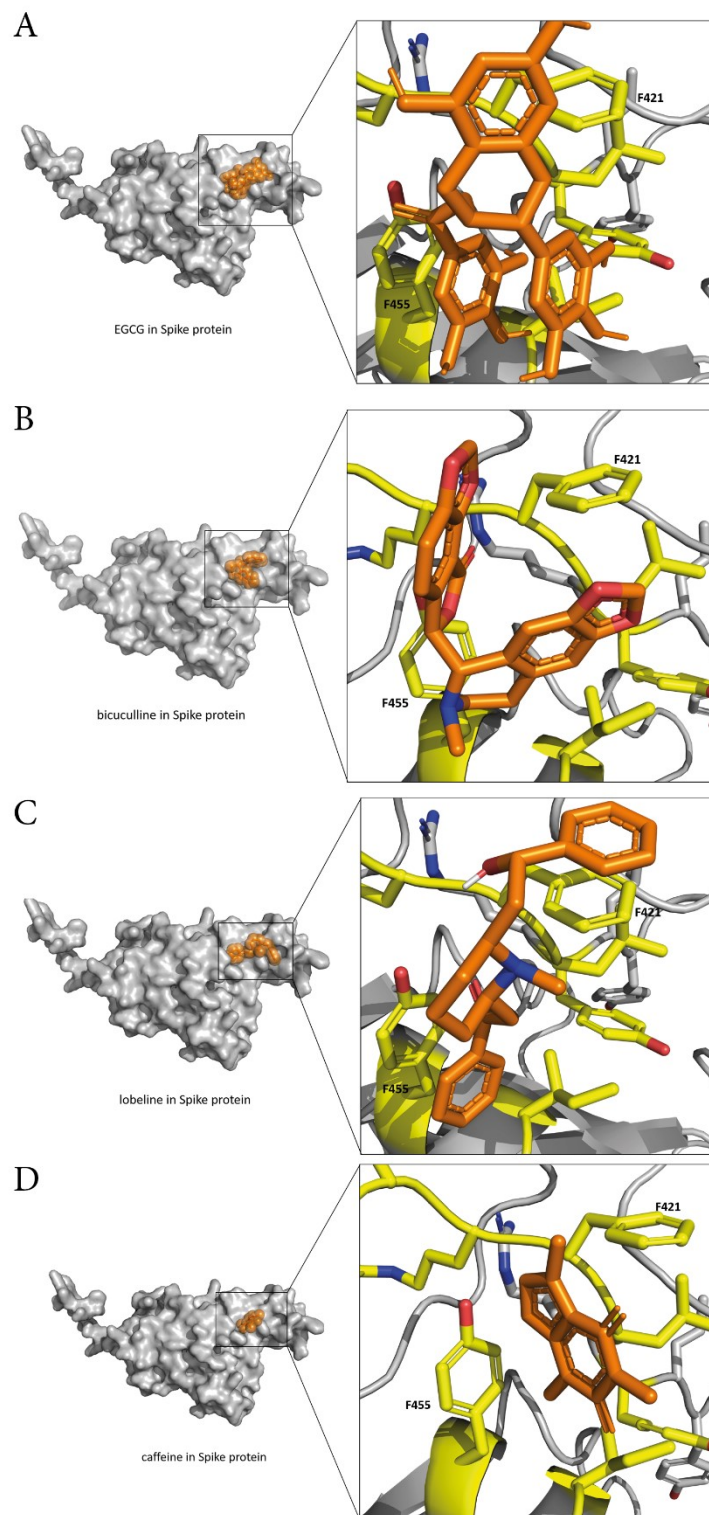 A
F421
F455
EGCG in Spike protein
B
F421
F455
bicuculline in Spike protein
C
F421
F455
lobeline in Spike protein
D
F421
F455
caffeine in Spike protein